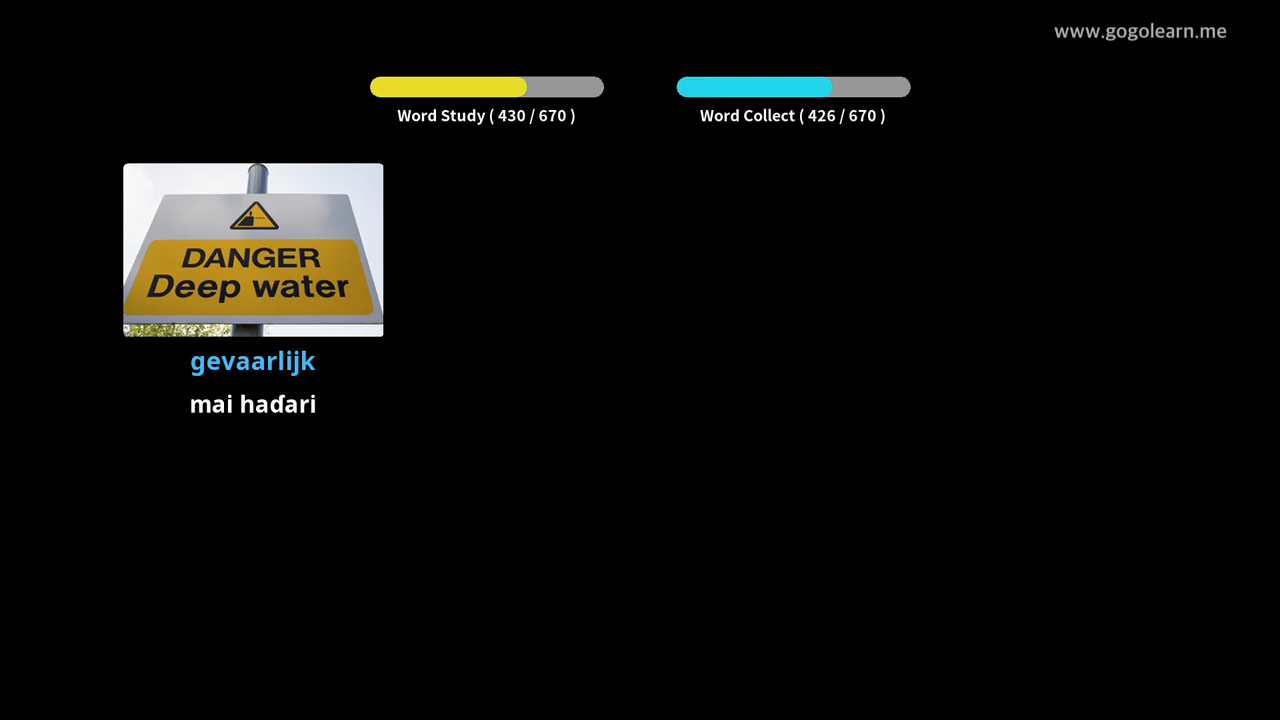 www.gogolearn.me
Word Study ( 430 / 670 )
Word Collect ( 426 / 670 )
DANGER
Deep water
gevaarlijk
mai haɗari